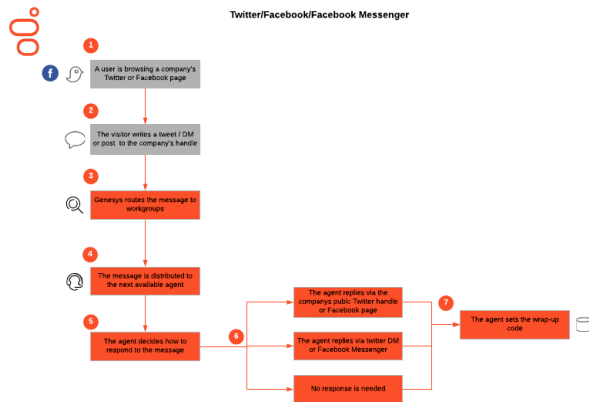 Twitter/Facebook/Facebook Messenger
1
A user is browsing a company's
Twitter or Facebook page
f
2
The visitor writes a tweet / DM
or post to the company's handle
3
Genesys routes the message to
workgroups
4
The message is distributed to
the next available agent
5
The agent decides how to
respond to the message
6
The agent replies via the
companys pubic Twitter handle
or Facebook page
The agent replies via twitter DM
or Facebook Messenger
No response is needed
7
The agent sets the wrap-up
code